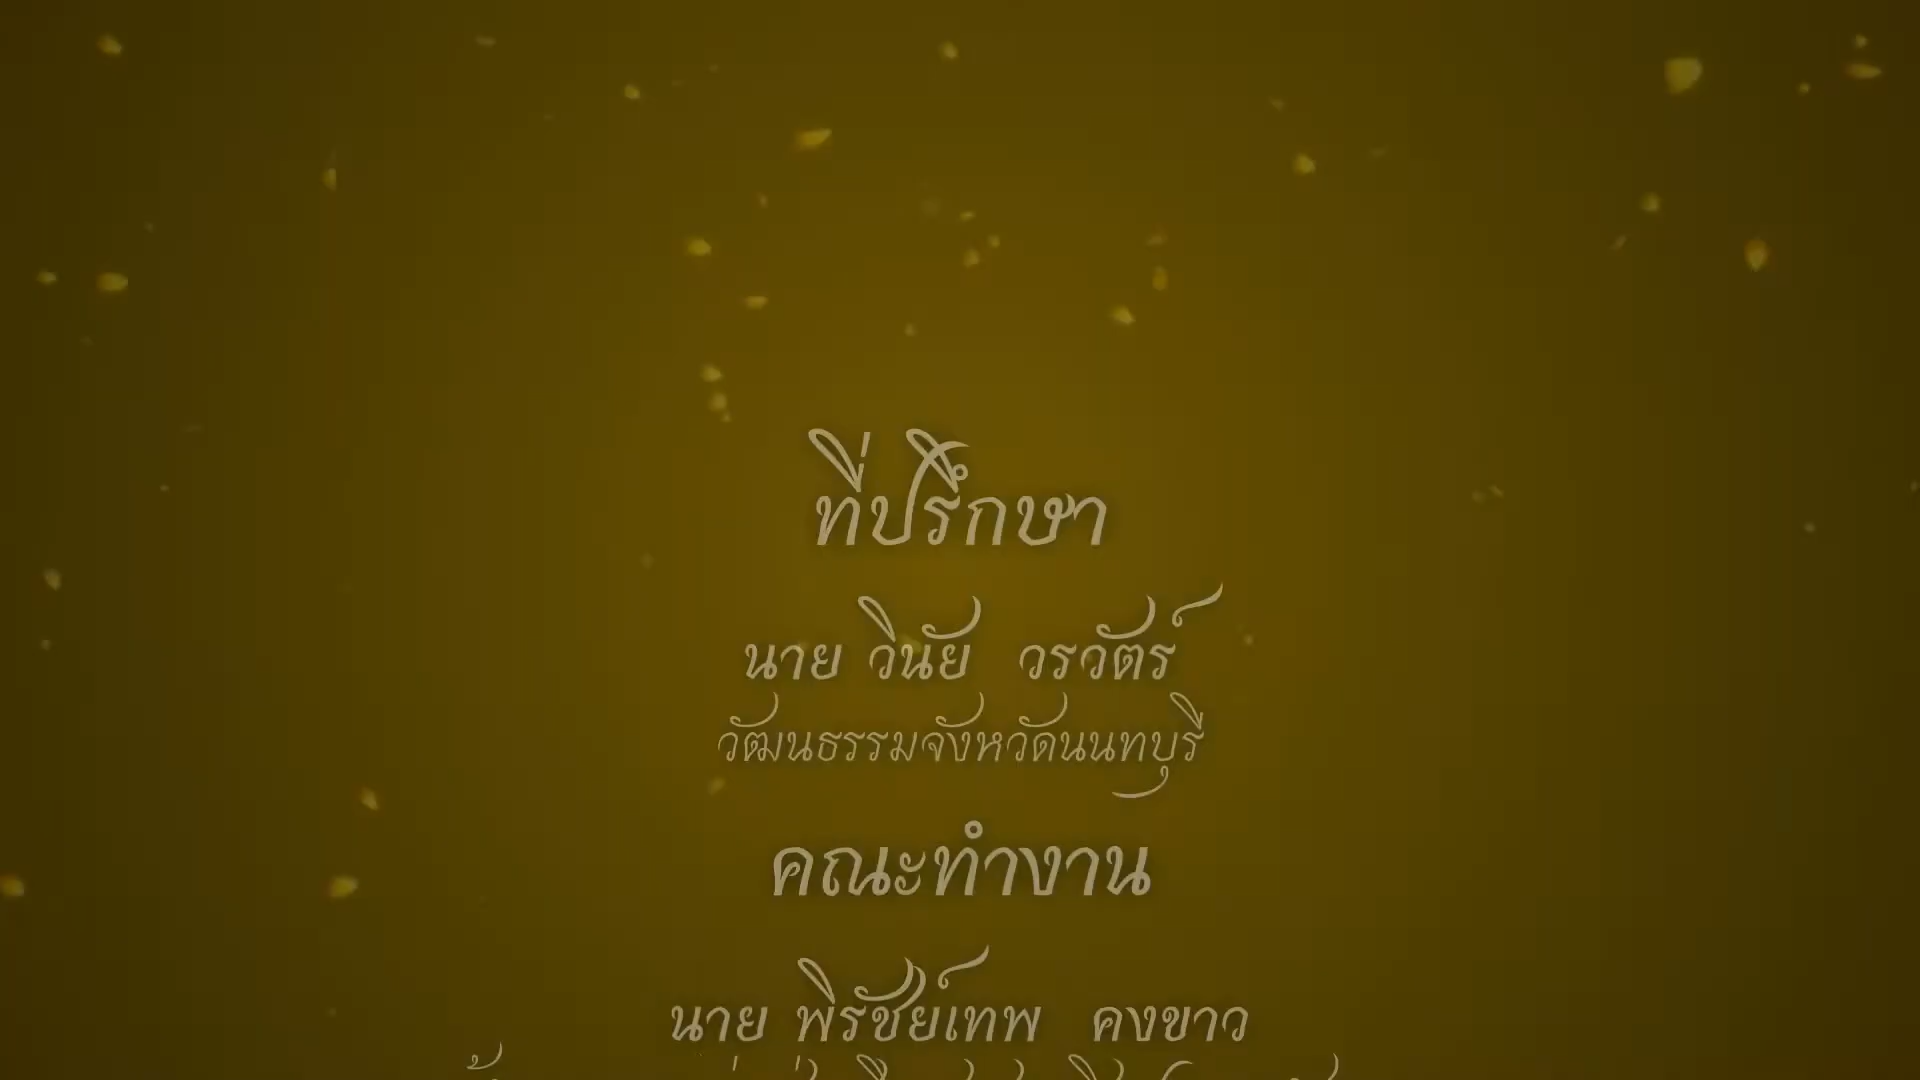 ที่ปรึกษา
นาย วินัย วรวัตร์
วัฒนธรรมจังหวัดนนทบุรี
คณะทำงาน
นาย พิรัชย์เทพ คงขาว